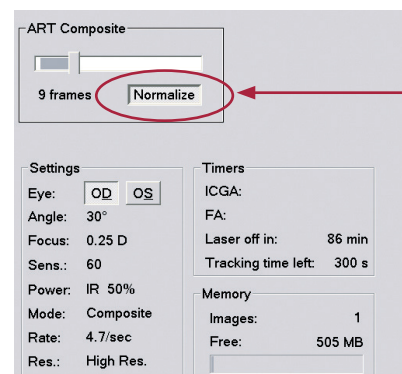 ART Composite
9 frames Normalize
Settings
Eye: OD OS
Angle: 30°
Focus: 0.25 D
Sens.: 60
Power: IR 50%
Mode: Composite
Rate: 4.7/sec
Res.: High Res.
Timers
ICGA:
FA:
Laser off in: 86 min
Tracking time left: 300 s
Memory
Images: 1
Free: 505 MB